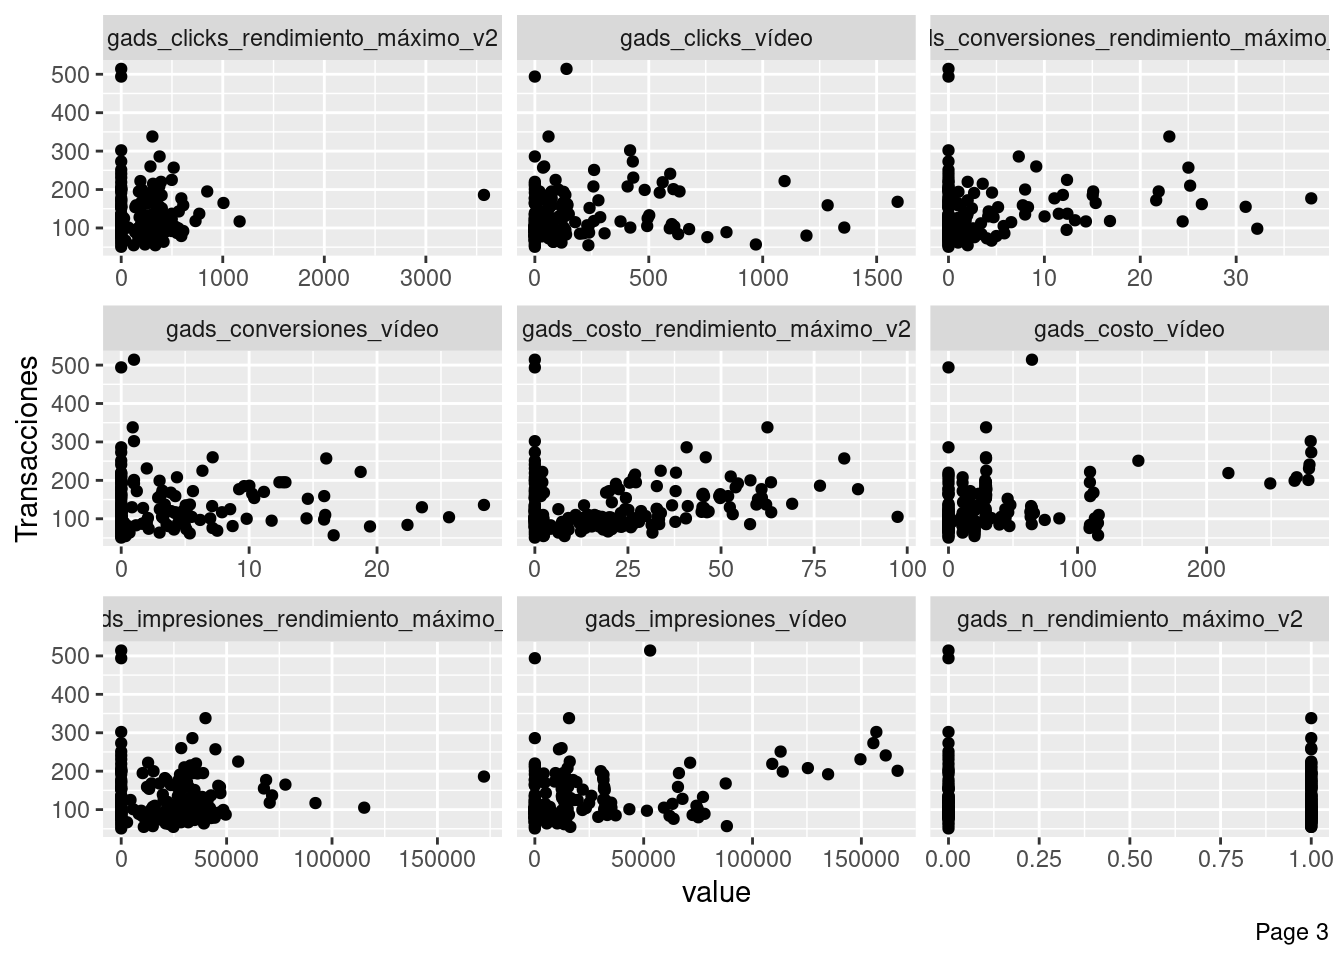 gads_clicks_rendimiento_máximo_v2 gads_clicks_vídeo ls_conversiones_rendimiento_máximo_
500
400
300
200
100
0 1000 2000 3000 0 500 1000 1500 0 10 20 30
gads_conversiones_vídeo gads_costo_rendimiento_máximo_v2 gads_costo_vídeo
500
400
300
200
100
0 10 20 0 25 50 75 100 0 100 200
ds_impresiones_rendimiento_máximo_ gads_impresiones_vídeo gads_n_rendimiento_máximo_v2
500
400
300
200
100
0 50000 100000 150000 0 50000 100000 150000 0.00 0.25 0.50 0.75 1.00
Transacciones
value
Page 3